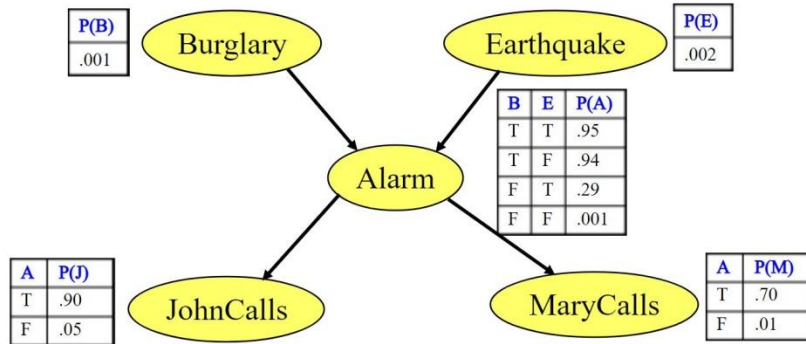 P(B)
.001
Burglary
Earthquake
P(E)
.002
B E P(A)
T T .95
T F .94
F T .29
F F .001
Alarm
A P(J)
T .90
F .05
JohnCalls
MaryCalls
A P(M)
T .70
F .01